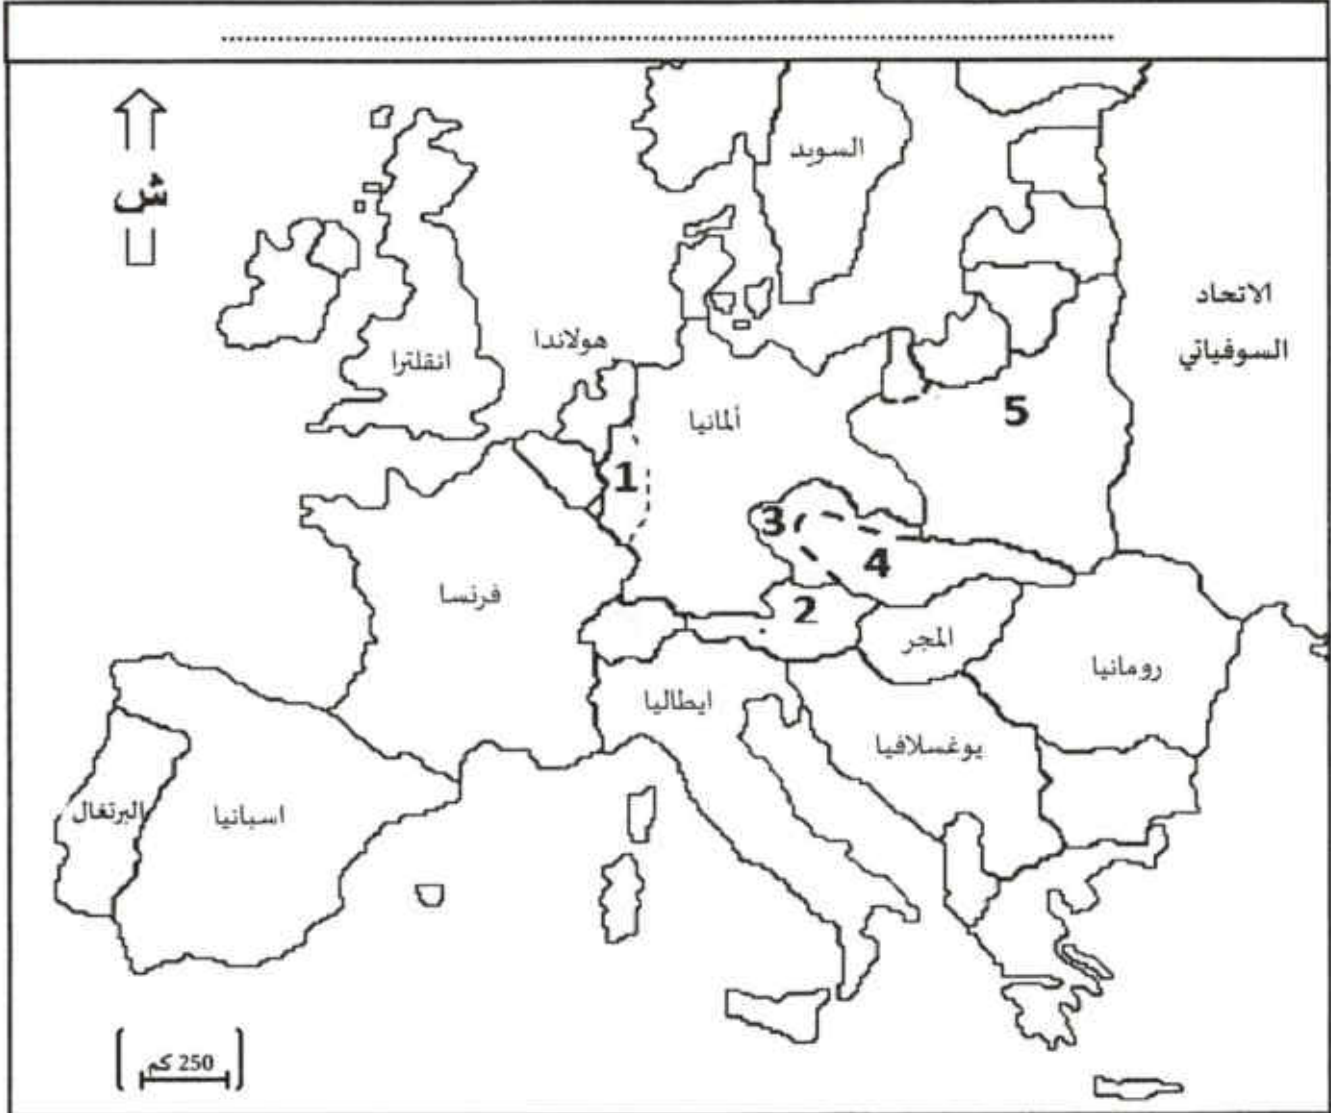 ش
السويد
الاتحاد
السوفياتي
هولاندا
انقلترا
ألمانيا
5
1
3
4
فرنسا
2
المجر
رومانيا
ايطاليا
يوغسلافيا
البرتغال
اسبانيا
250 كم